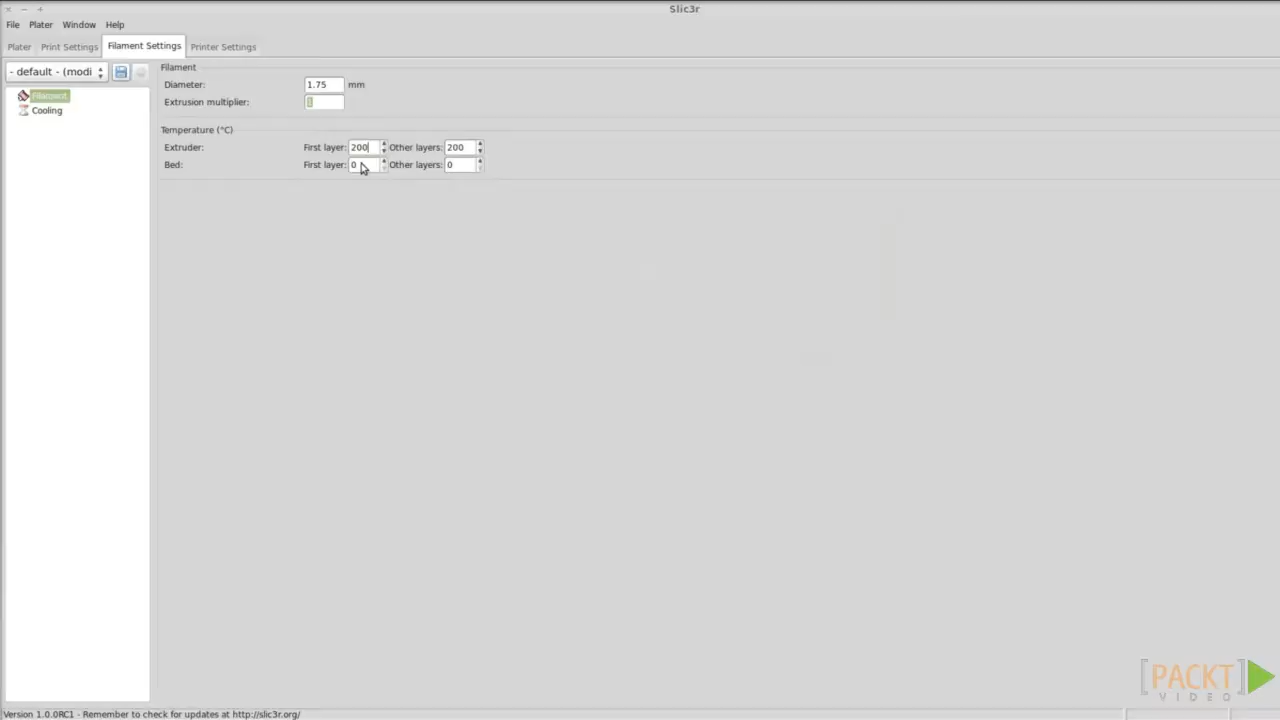 Slic3r
File Plater Window Help
Plater Print Settings Filament Settings Printer Settings
- default - (modi
Filament
Cooling
Filament
Diameter: 1.75 mm
Extrusion multiplier: 1
Temperature (°C)
Extruder: First layer: 200 Other layers: 200
Bed: First layer: 0 Other layers: 0
[PACKT]
VIDEO
Version 1.0.0RC1 - Remember to check for updates at http://slic3r.org/